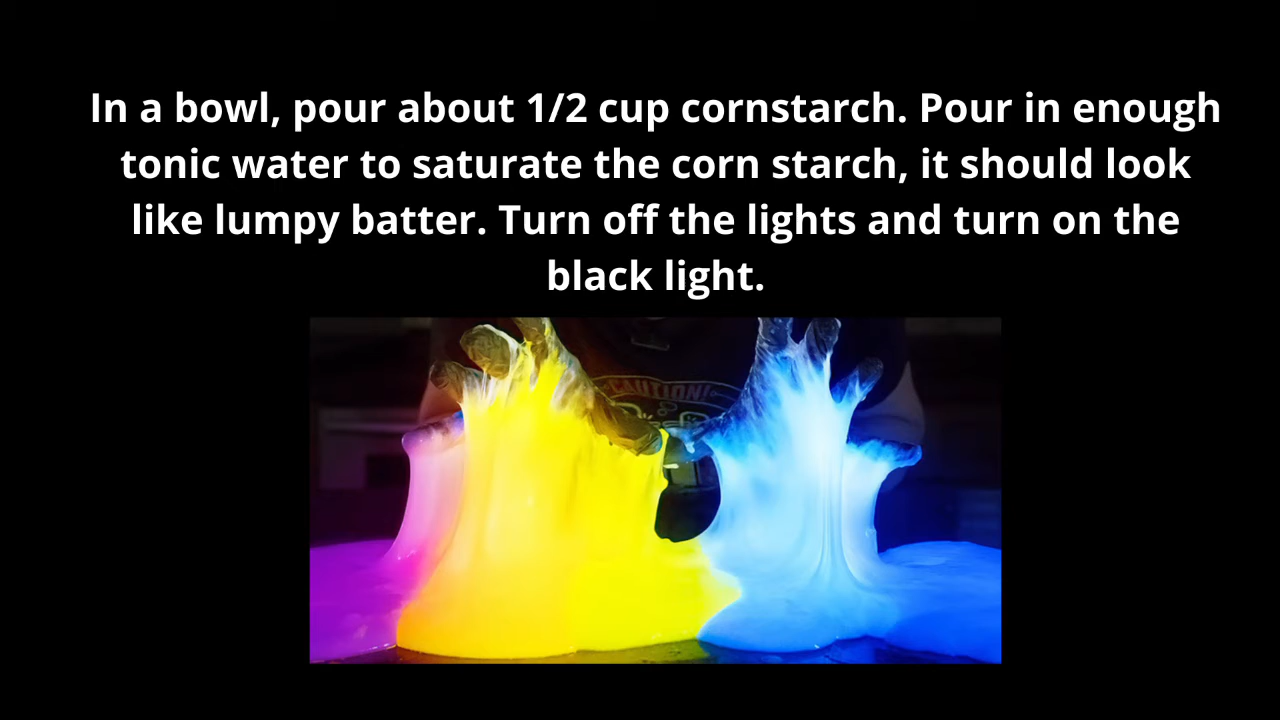 In a bowl, pour about 1/2 cup cornstarch. Pour in enough
tonic water to saturate the corn starch, it should look
like lumpy batter. Turn off the lights and turn on the
black light.
CAUTION!